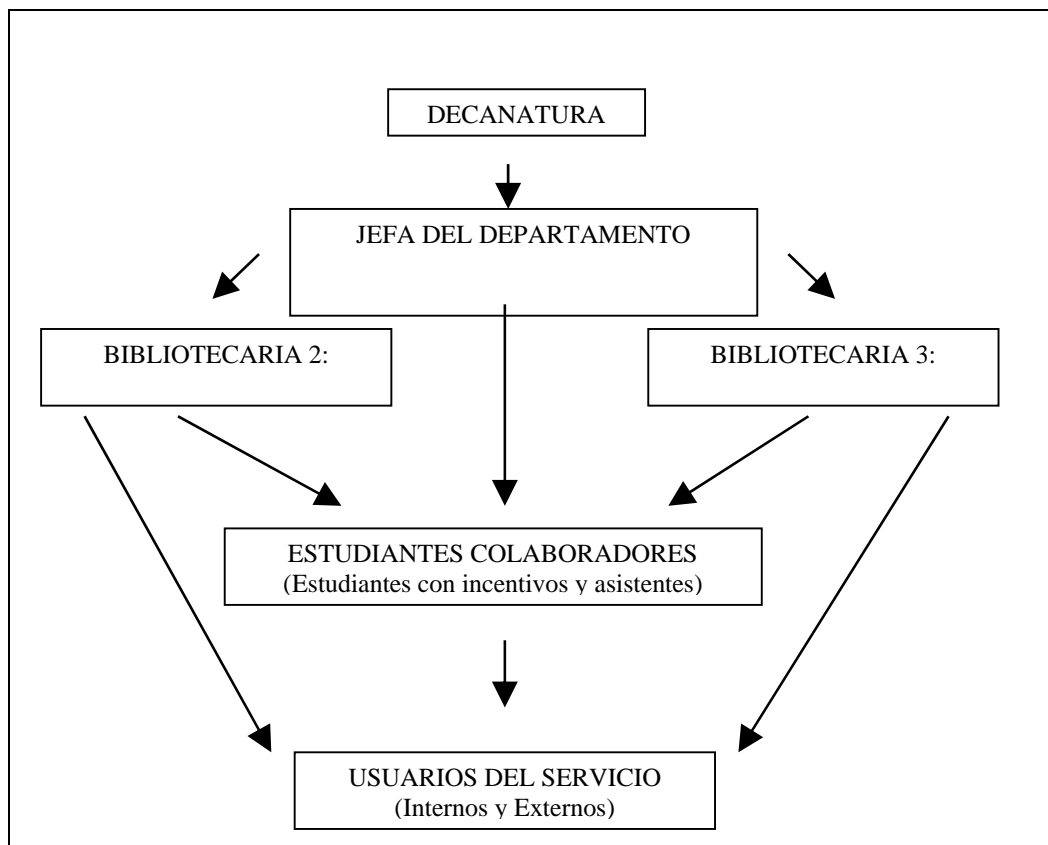 DECANATURA
JEFA DEL DEPARTAMENTO
BIBLIOTECARIA 2:
BIBLIOTECARIA 3:
ESTUDIANTES COLABORADORES
(Estudiantes con incentivos y asistentes)
USUARIOS DEL SERVICIO
(Internos y Externos)